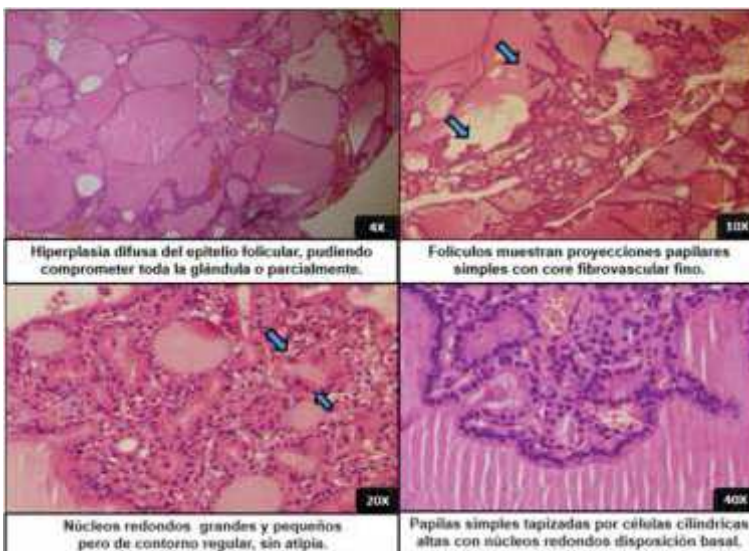 4X
10X
Hiperplasia difusa del epitelio folicular, pudiendo
comprometer toda la glándula o parcialmente.
Folículos muestran proyecciones papilares
simples con core fibrovascular fino.
20X
40X
Núcleos redondos grandes y pequeños
pero de contorno regular, sin atipia.
Papilas simples tapizadas por células cilíndricas
altas con núcleos redondos disposición basal.